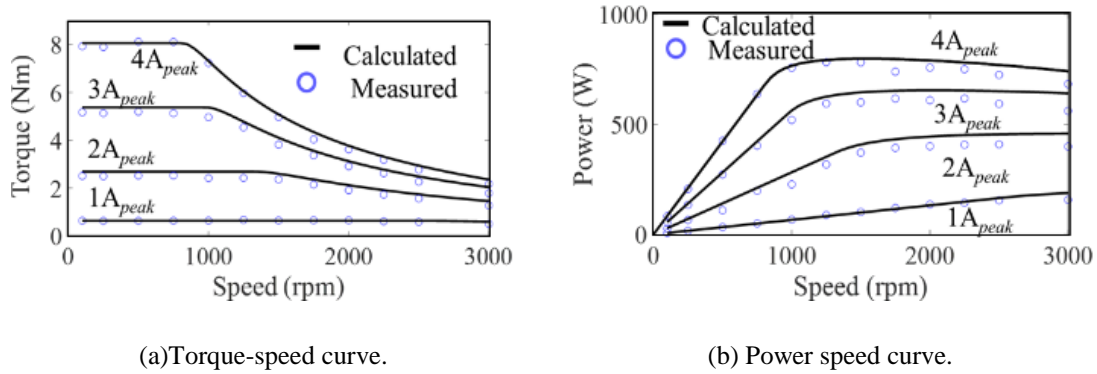 8
6
4
2
0
Torque (Nm)
4A_peak
3A_peak
2A_peak
1A_peak
Calculated
Measured
0 1000 2000 3000
Speed (rpm)
1000
500
0
Power (W)
Calculated
Measured
4A_peak
3A_peak
2A_peak
1A_peak
0 1000 2000 3000
Speed (rpm)
(a)Torque-speed curve.
(b) Power speed curve.